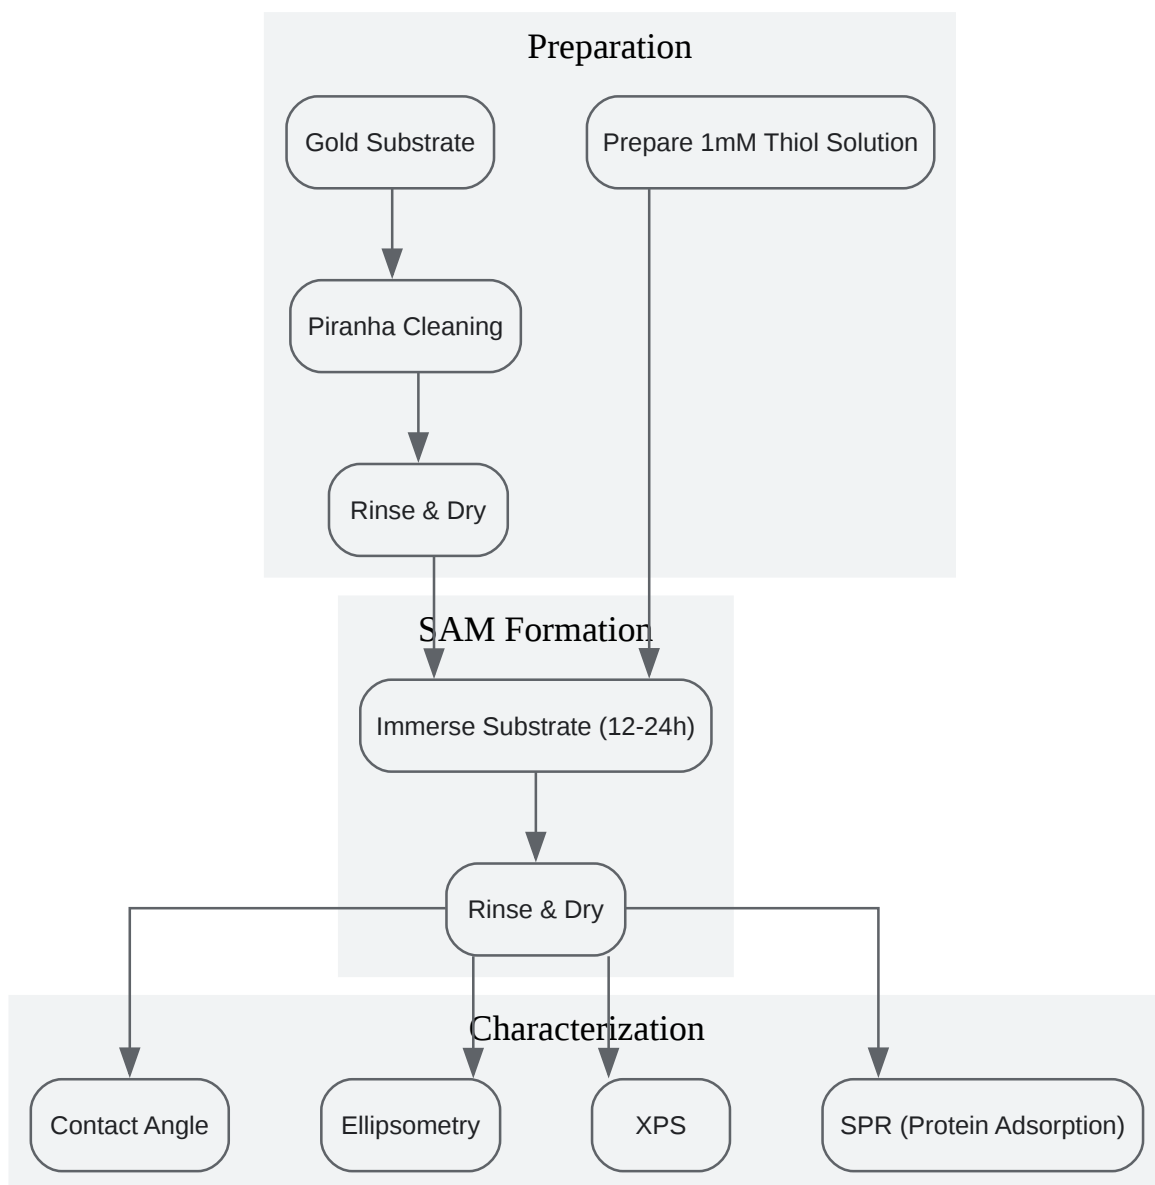 Preparation
Gold Substrate
Prepare 1mM Thiol Solution
Piranha Cleaning
Rinse & Dry
SAM Formation
Immerse Substrate (12-24h)
Rinse & Dry
Characterization
Contact Angle
Ellipsometry
XPS
SPR (Protein Adsorption)